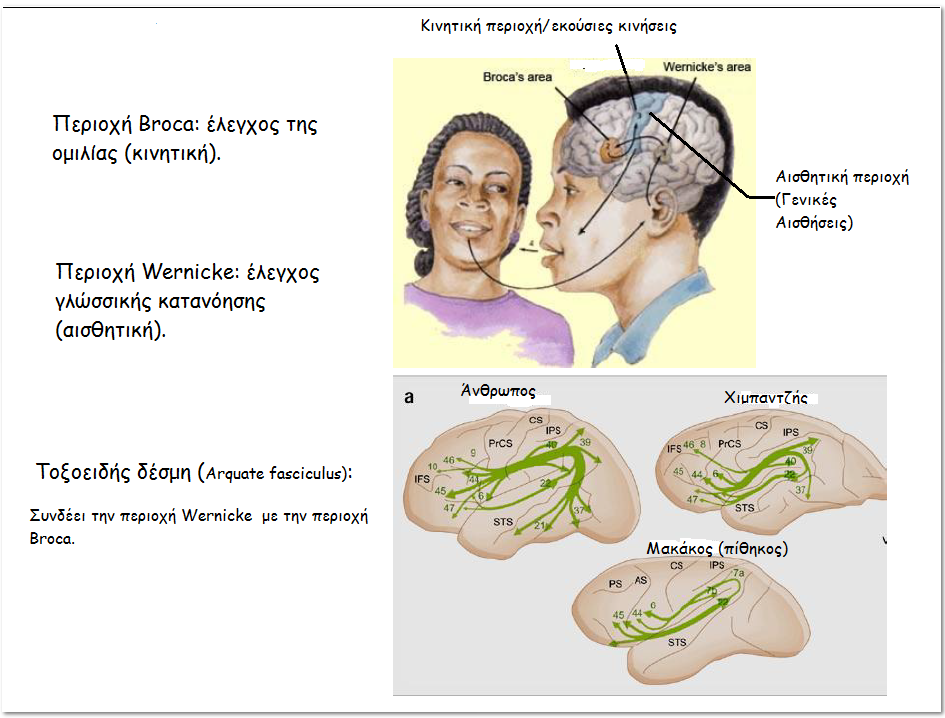 Κινητική περιοχή/εκούσιες κινήσεις
Broca's area
Wernicke's area
Περιοχή Broca: έλεγχος της
ομιλίας (κινητική).
Αισθητική περιοχή
(Γενικές
Αισθήσεις)
4
Περιοχή Wernicke: έλεγχος
γλώσσικής κατανόησης
(αισθητική).
Τοξοειδής δέσμη (Arquate fasciculus):
Συνδέει την περιοχή Wernicke με την περιοχή
Broca.
a
Άνθρωπος
CS
IPS
PrCS
40
39
9
46
10
IFS
45
44
6
47
22
STS
21
37
Χιμπαντζής
CS
IPS
PrCS
IFS
46
8
39
40
45
44
6
22
47
37
STS
Μακάκος (πίθηκος)
CS
IPS
7a
PS
AS
7b
45
44
6
STS